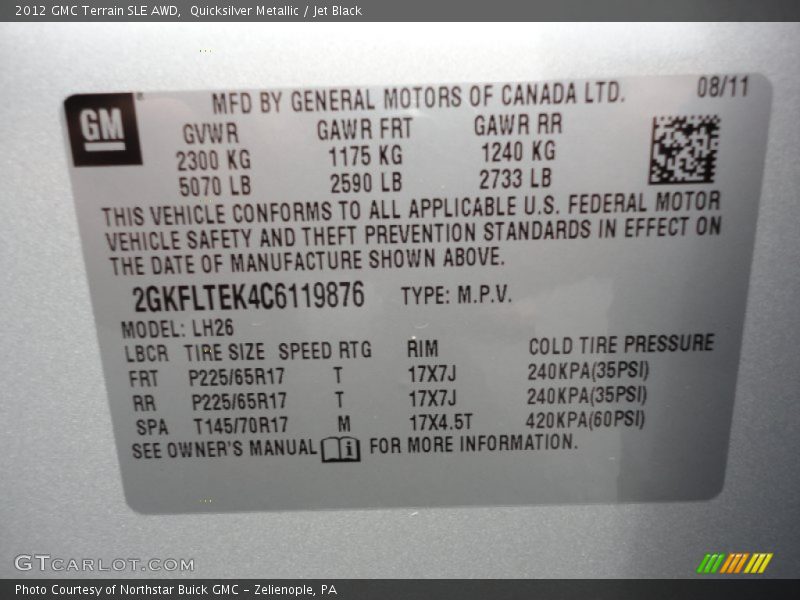 2012 GMC Terrain SLE AWD,  Quicksilver Metallic / Jet Black
GM
MFD BY GENERAL MOTORS OF CANADA LTD. 08/11
GVWR GAWR FRT GAWR RR
2300 KG 1175 KG 1240 KG
5070 LB 2590 LB 2733 LB
THIS VEHICLE CONFORMS TO ALL APPLICABLE U.S. FEDERAL MOTOR
VEHICLE SAFETY AND THEFT PREVENTION STANDARDS IN EFFECT ON
THE DATE OF MANUFACTURE SHOWN ABOVE.
2GKFLTEK4C6119876 TYPE: M.P.V.
MODEL: LH26
LBCR TIRE SIZE SPEED RTG RIM COLD TIRE PRESSURE
FRT P225/65R17 T 17X7J 240KPA(35PSI)
RR P225/65R17 T 17X7J 240KPA(35PSI)
SPA T145/70R17 M 17X4.5T 420KPA(60PSI)
SEE OWNER'S MANUAL i FOR MORE INFORMATION.
GTCARLOT.COM
Photo Courtesy of Northstar Buick GMC - Zelienople, PA